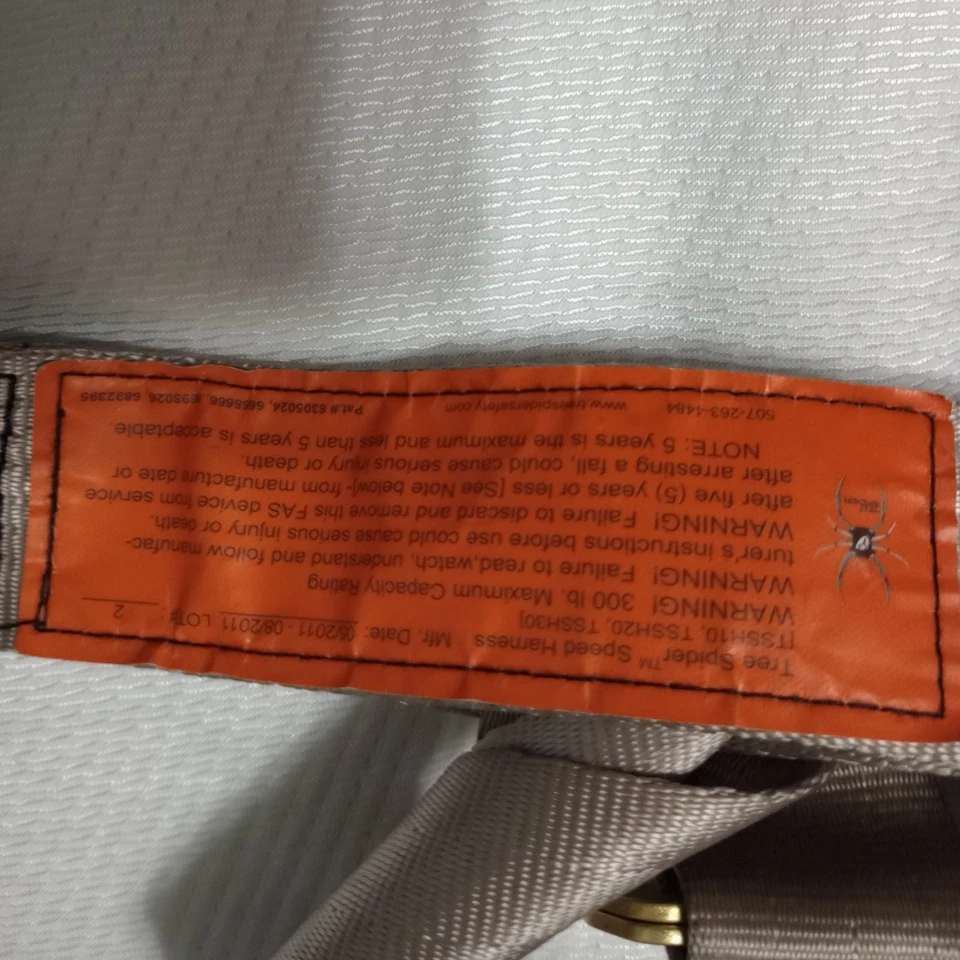 Tree Spider™ Speed Harness Mfr. Date: 05/2011 - 08/2011 LOT#: 2
[TSSH10, TSSH20, TSSH30]
WARNING! 300 lb. Maximum Capacity Rating
WARNING! Failure to read,watch, understand and follow manufac-
turer's instructions before use could cause serious injury or death.
WARNING! Failure to discard and remove this FAS device from service
after five (5) years or less [See Note below]- from manufacture date or
after arresting a fall, could cause serious injury or death.
NOTE: 5 years is the maximum and less than 5 years is acceptable.
507-263-4484 www.treespidersafety.com Pat.# 6305024, 6892395